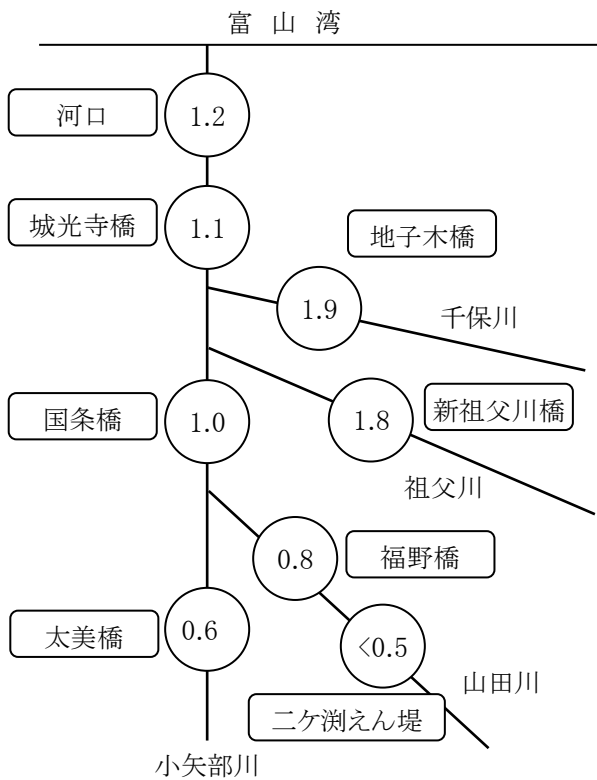 富 山 湾
河口
1.2
城光寺橋
1.1
地子木橋
1.9
千保川
国条橋
1.0
1.8
新祖父川橋
祖父川
0.8
福野橋
太美橋
0.6
<0.5
山田川
二ケ渕えん堤
小矢部川